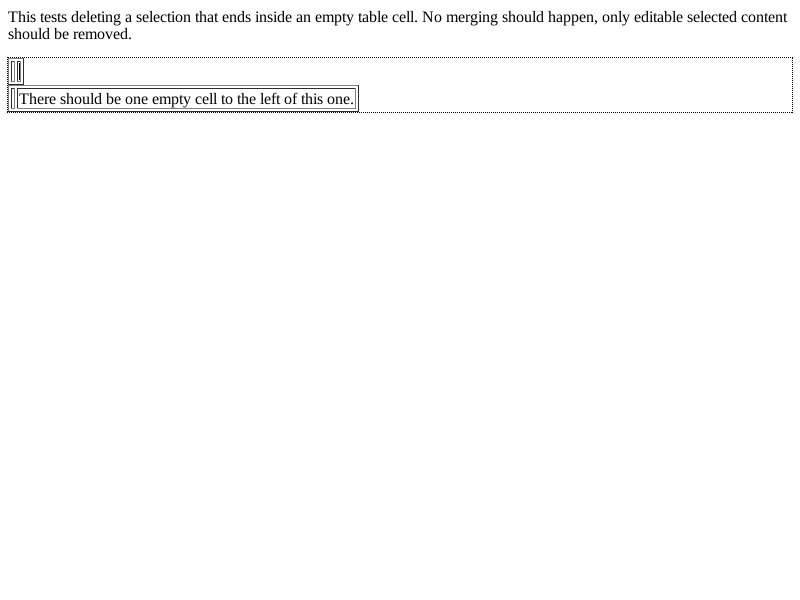 This tests deleting a selection that ends inside an empty table cell. No merging should happen, only editable selected content
should be removed.
There should be one empty cell to the left of this one.